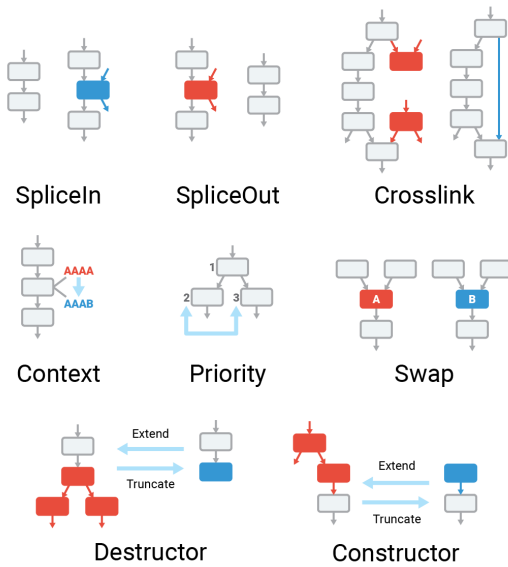 SpliceIn
SpliceOut
Crosslink
AAAA
AAAB
Context
1
2
3
Priority
A
B
Swap
Extend
Truncate
Destructor
Extend
Truncate
Constructor